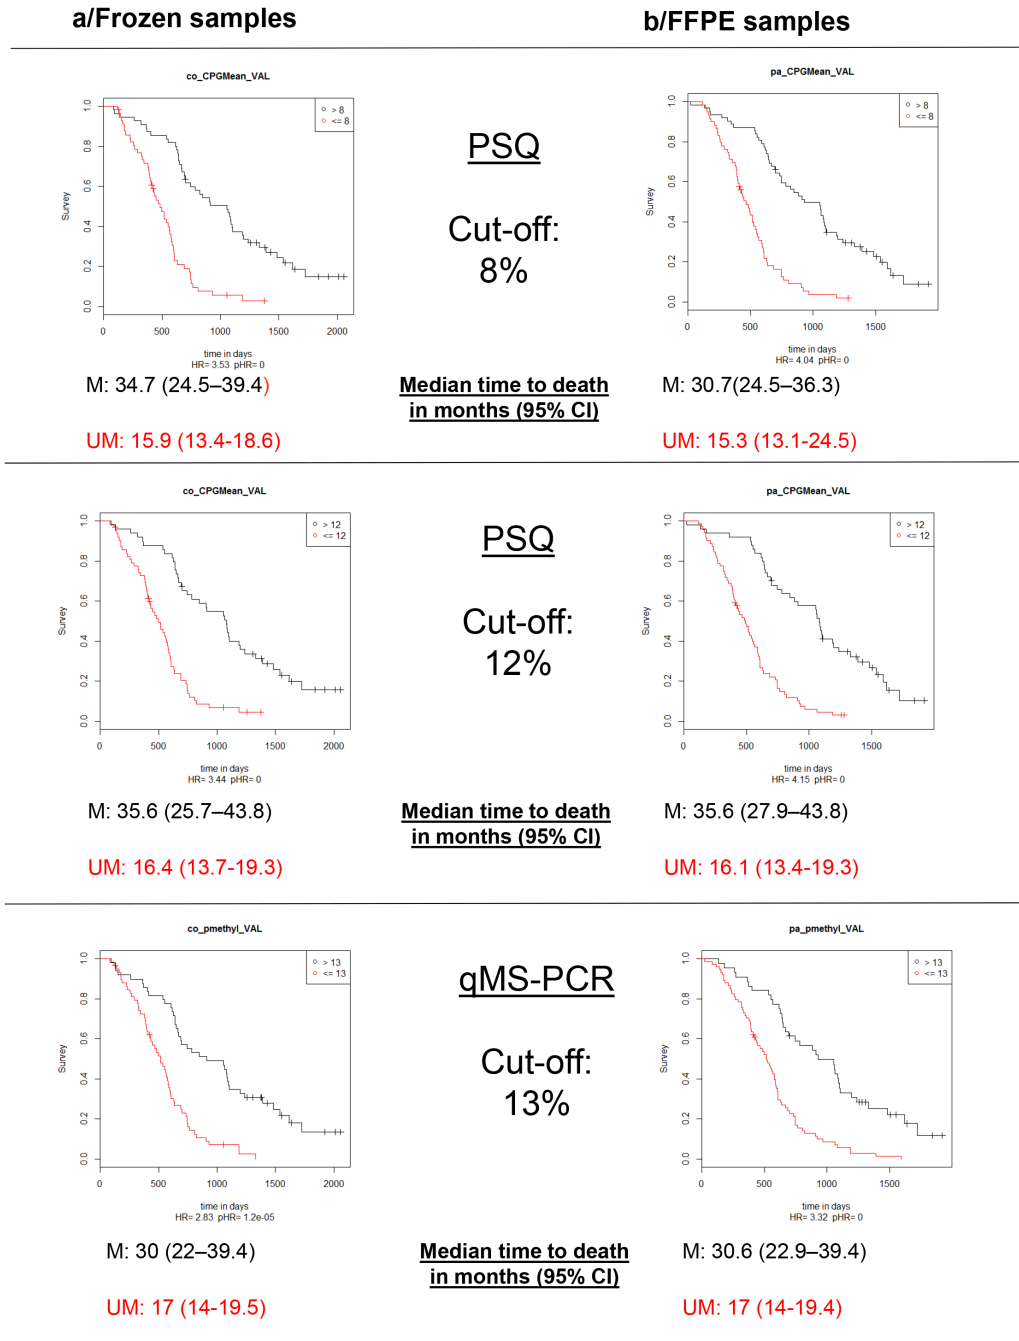 a/Frozen samples
b/FFPE samples
co_CPGMean_VAL
> 8
<= 8
1.0
0.8
0.6
0.4
0.2
0.0
Survey
0
500
1000
1500
2000
time in days
HR= 3.53 pHR= 0
PSQ
Cut-off:
8%
pa_CPGMean_VAL
> 8
<= 8
1.0
0.8
0.6
0.4
0.2
0.0
Survey
0
500
1000
1500
time in days
HR= 4.04 pHR= 0
M: 34.7 (24.5–39.4)
UM: 15.9 (13.4-18.6)
Median time to death
in months (95% CI)
M: 30.7(24.5–36.3)
UM: 15.3 (13.1-24.5)
co_CPGMean_VAL
> 12
<= 12
1.0
0.8
0.6
0.4
0.2
0.0
Survey
0
500
1000
1500
2000
time in days
HR= 3.44 pHR= 0
PSQ
Cut-off:
12%
pa_CPGMean_VAL
> 12
<= 12
1.0
0.8
0.6
0.4
0.2
0.0
Survey
0
500
1000
1500
time in days
HR= 4.15 pHR= 0
M: 35.6 (25.7–43.8)
UM: 16.4 (13.7-19.3)
Median time to death
in months (95% CI)
M: 35.6 (27.9–43.8)
UM: 16.1 (13.4-19.3)
co_pmethyl_VAL
> 13
<= 13
1.0
0.8
0.6
0.4
0.2
0.0
Survey
0
500
1000
1500
2000
time in days
HR= 2.83 pHR= 1.2e-05
qMS-PCR
Cut-off:
13%
pa_pmethyl_VAL
> 13
<= 13
1.0
0.8
0.6
0.4
0.2
0.0
Survey
0
500
1000
1500
time in days
HR= 3.32 pHR= 0
M: 30 (22–39.4)
UM: 17 (14-19.5)
Median time to death
in months (95% CI)
M: 30.6 (22.9–39.4)
UM: 17 (14-19.4)